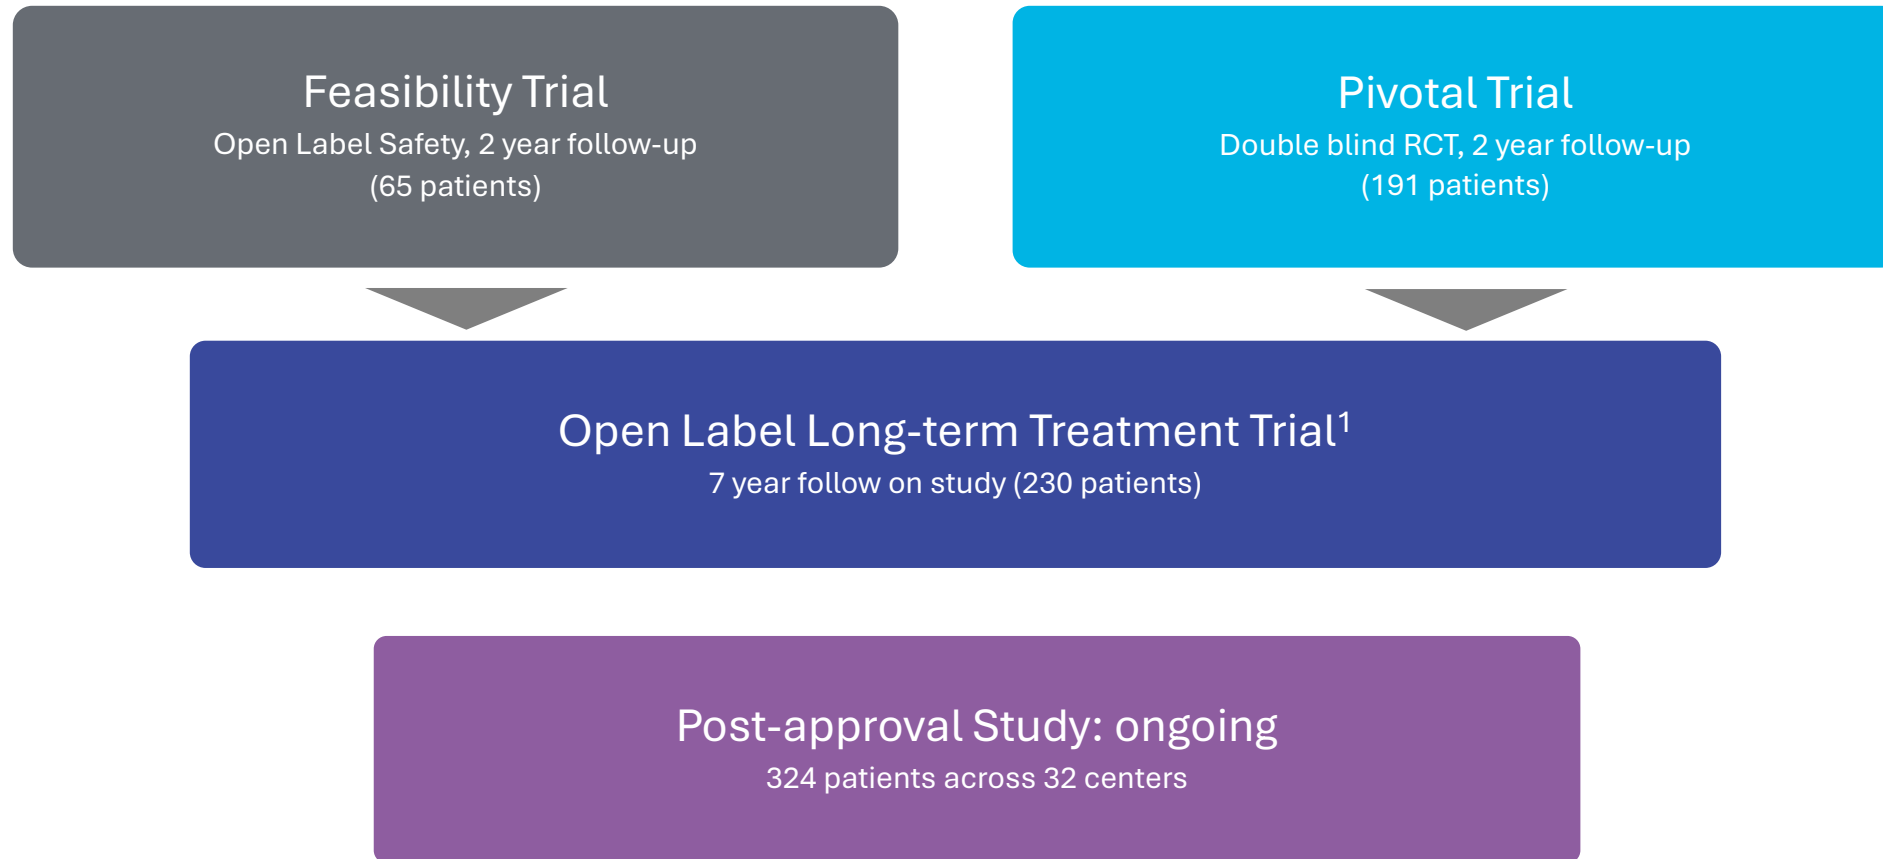 Feasibility Trial
Open Label Safety, 2 year follow-up
(65 patients)
Pivotal Trial
Double blind RCT, 2 year follow-up
(191 patients)
Open Label Long-term Treatment Trial¹
7 year follow on study (230 patients)
Post-approval Study: ongoing
324 patients across 32 centers